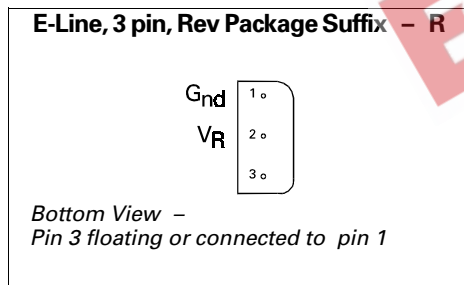 E-Line, 3 pin, Rev Package Suffix – R
Gnd 1
VR 2
3
Bottom View –
Pin 3 floating or connected to pin 1